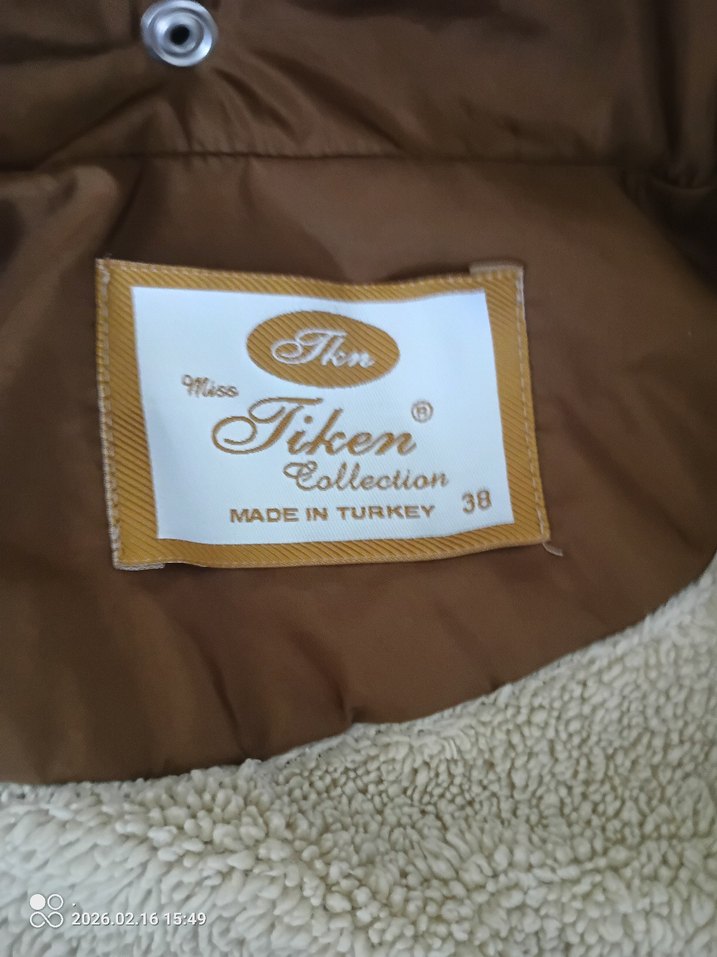 Tkn
Miss
Tiken ®
Collection
MADE IN TURKEY 38
2026.02.16 15:49